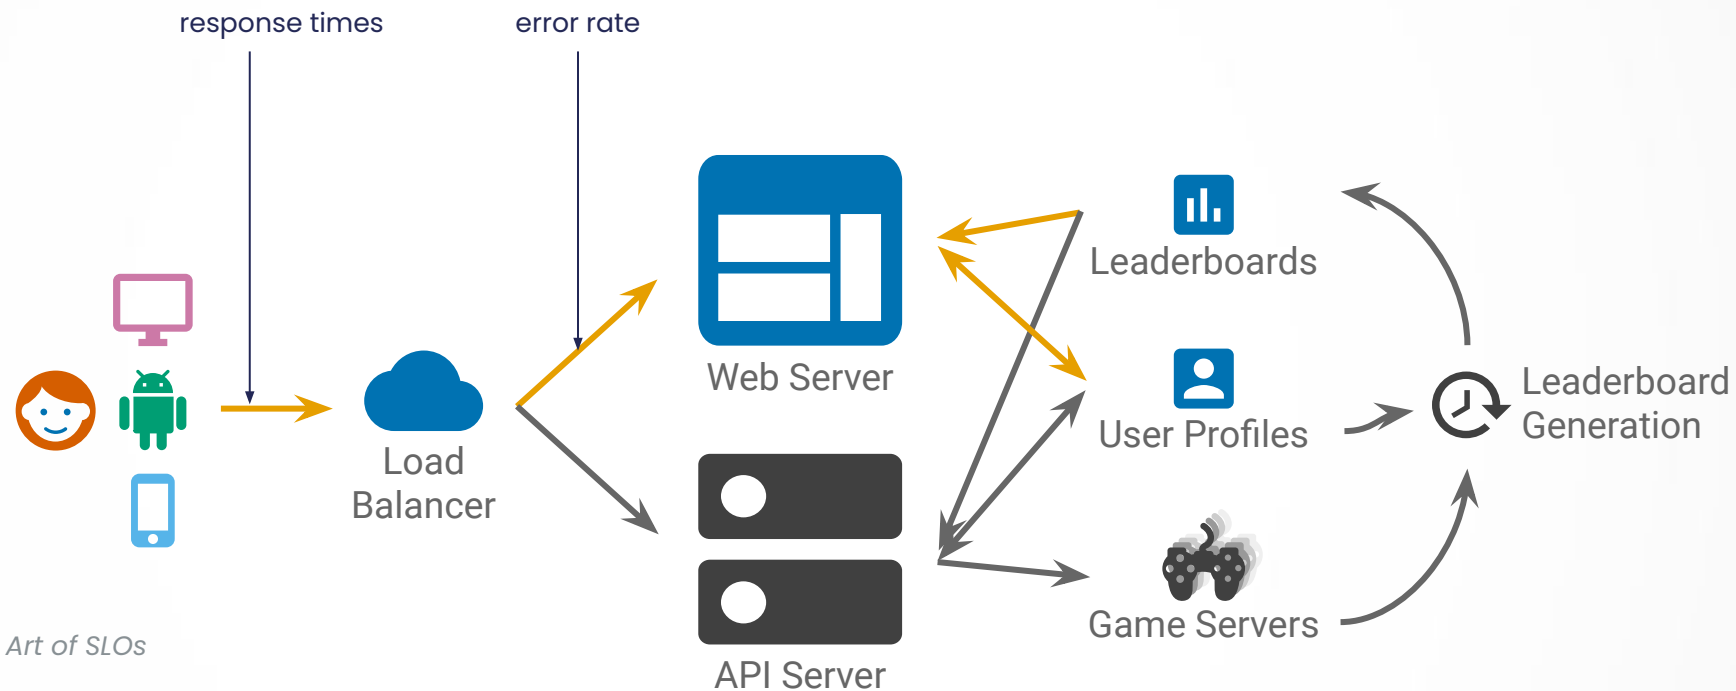 response times
error rate
Leaderboards
Web Server
Load
Balancer
User Profiles
Leaderboard
Generation
Game Servers
API Server
Art of SLOs